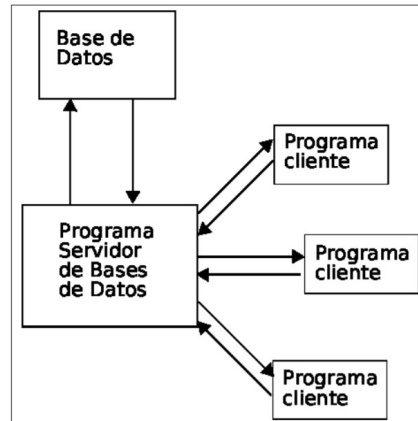 Base de
Datos
Programa
cliente
Programa
Servidor
de Bases
de Datos
Programa
cliente
Programa
cliente